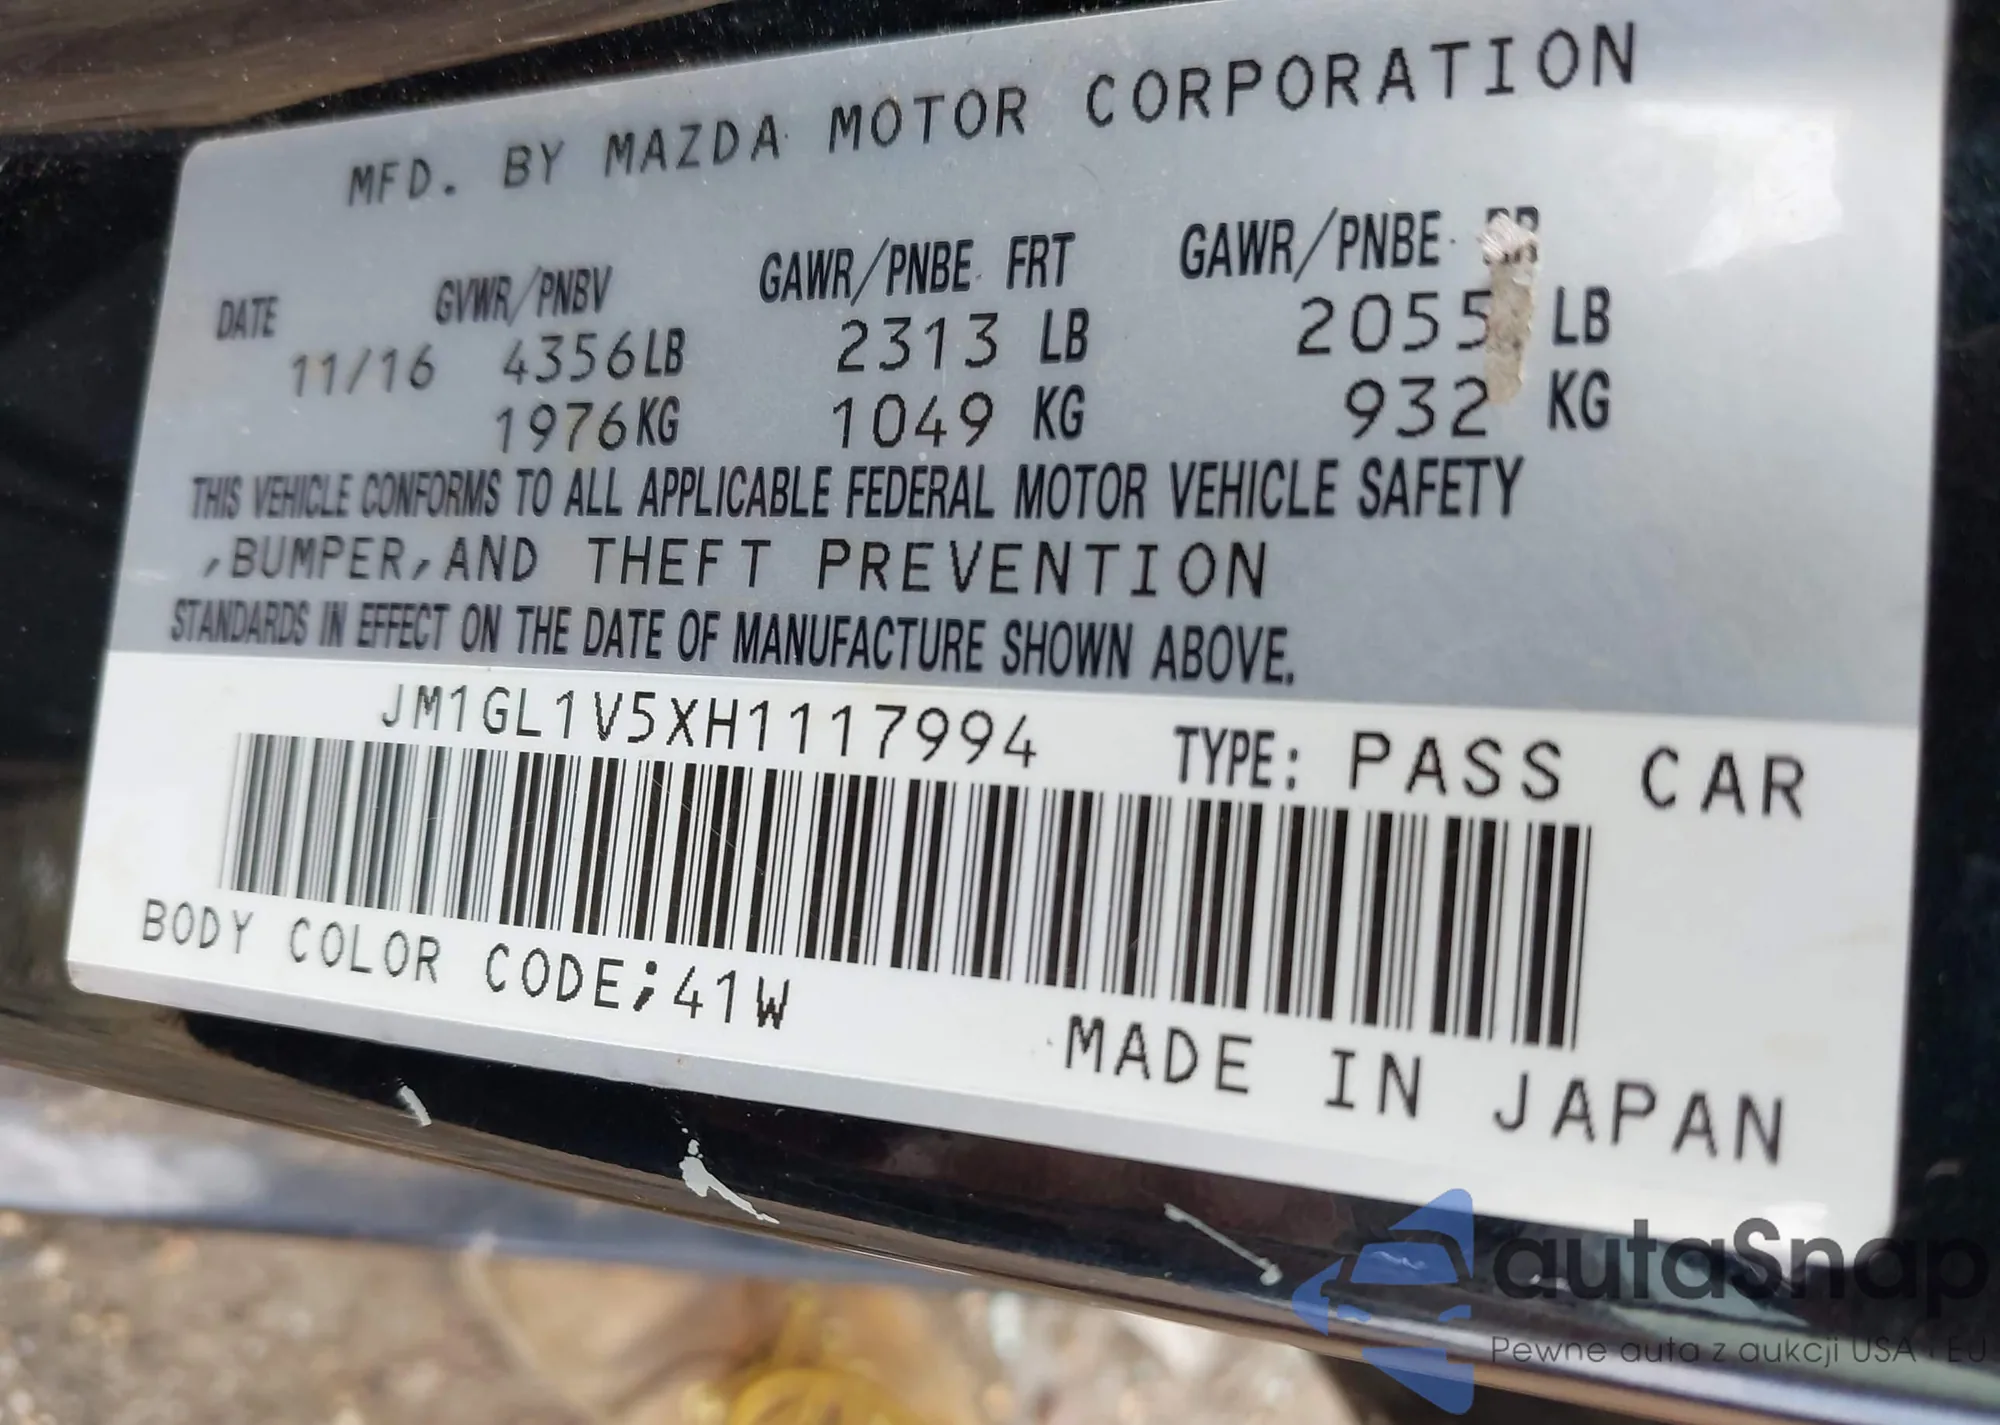 MFD. BY MAZDA MOTOR CORPORATION
DATE GVWR/PNBV GAWR/PNBE FRT GAWR/PNBE RR
11/16 4356LB 2313 LB 2055 LB
1976KG 1049 KG 932 KG
THIS VEHICLE CONFORMS TO ALL APPLICABLE FEDERAL MOTOR VEHICLE SAFETY
,BUMPER,AND THEFT PREVENTION
STANDARDS IN EFFECT ON THE DATE OF MANUFACTURE SHOWN ABOVE.
JM1GL1V5XH1117994 TYPE: PASS CAR
BODY COLOR CODE;41W
MADE IN JAPAN
autaSnap
Pewne auta z aukcji USA i EU